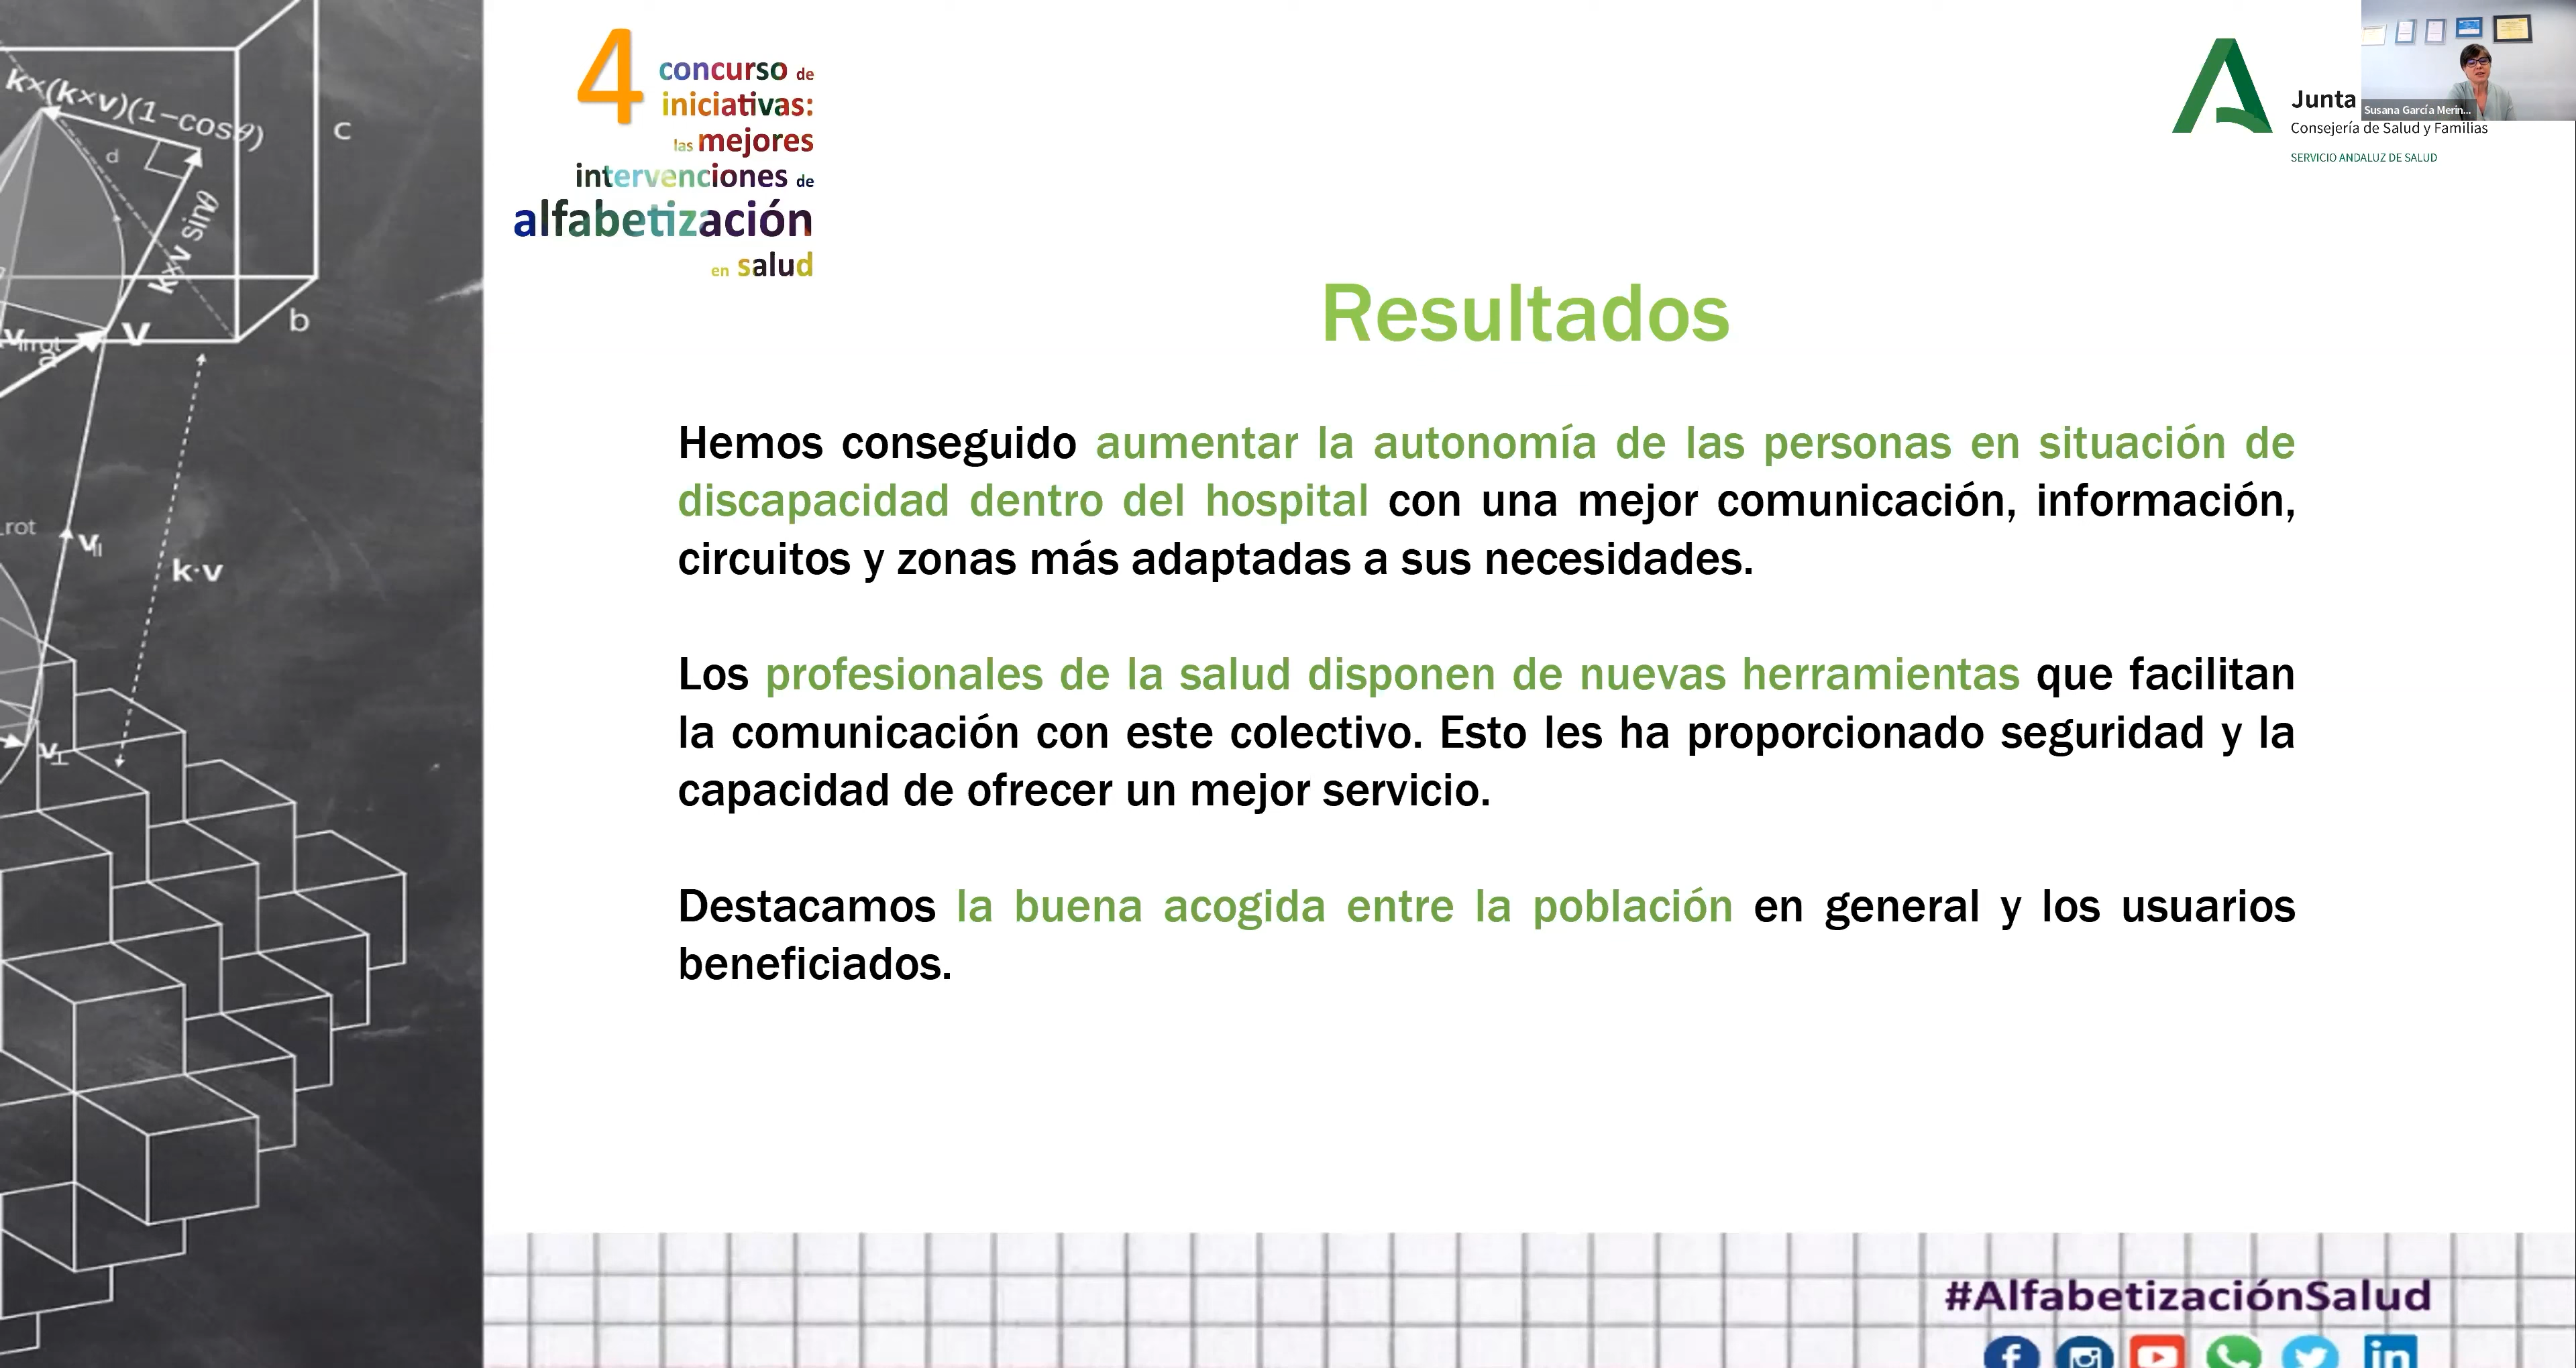 k×(k×v)(1−cosθ)
c
d
k×v sinθ
b
v
a
rot
v||
k·v
v⊥
4 concurso de
iniciativas:
las mejores
intervenciones de
alfabetización
en salud
Junta
Consejería de Salud y Familias
SERVICIO ANDALUZ DE SALUD
Susana García Merin...
Resultados
Hemos conseguido aumentar la autonomía de las personas en situación de
discapacidad dentro del hospital con una mejor comunicación, información,
circuitos y zonas más adaptadas a sus necesidades.
Los profesionales de la salud disponen de nuevas herramientas que facilitan
la comunicación con este colectivo. Esto les ha proporcionado seguridad y la
capacidad de ofrecer un mejor servicio.
Destacamos la buena acogida entre la población en general y los usuarios
beneficiados.
#AlfabetizaciónSalud
in